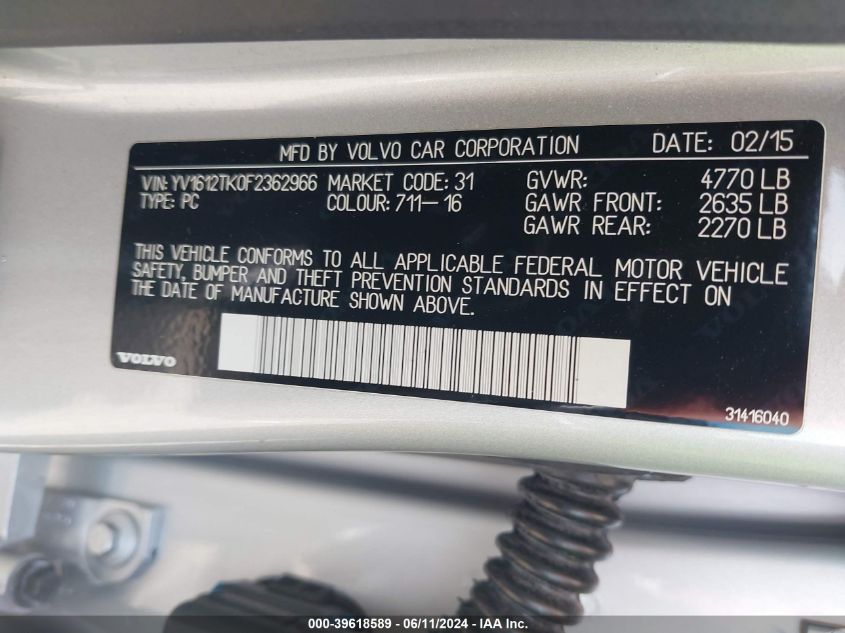 MFD BY VOLVO CAR CORPORATION DATE: 02/15
VIN: YV1612TK0F2362966 MARKET CODE: 31 GVWR: 4770 LB
TYPE: PC COLOUR: 711-16 GAWR FRONT: 2635 LB
GAWR REAR: 2270 LB
THIS VEHICLE CONFORMS TO ALL APPLICABLE FEDERAL MOTOR VEHICLE
SAFETY, BUMPER AND THEFT PREVENTION STANDARDS IN EFFECT ON
THE DATE OF MANUFACTURE SHOWN ABOVE.
VOLVO
31416040
000-39618589 - 06/11/2024 - IAAI.com